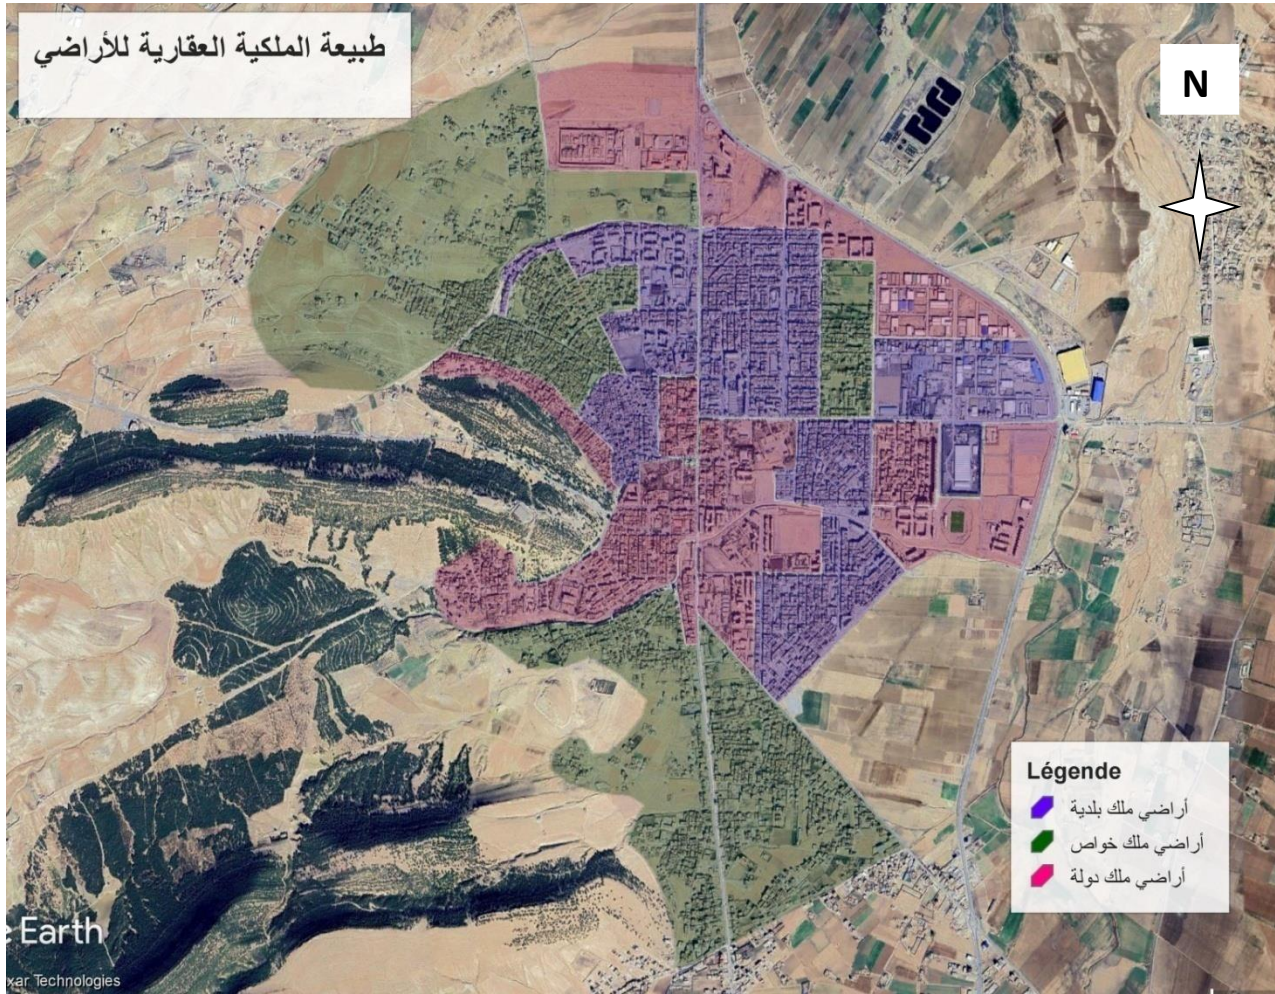 طبيعة الملكية العقارية للأراضي
N
Légende
أراضي ملك بلدية
أراضي ملك خواص
أراضي ملك دولة
Earth
xar Technologies